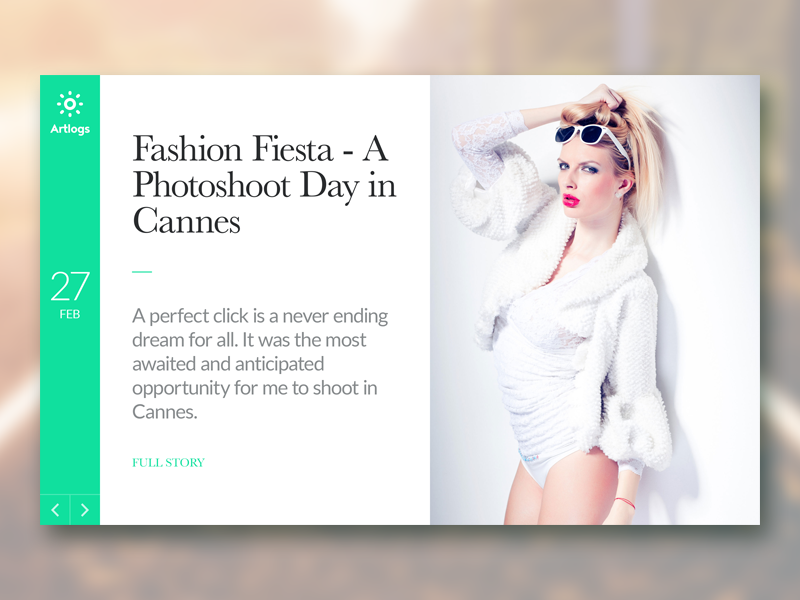 Artlogs
27
FEB
Fashion Fiesta - A
Photoshoot Day in
Cannes
A perfect click is a never ending
dream for all. It was the most
awaited and anticipated
opportunity for me to shoot in
Cannes.
FULL STORY